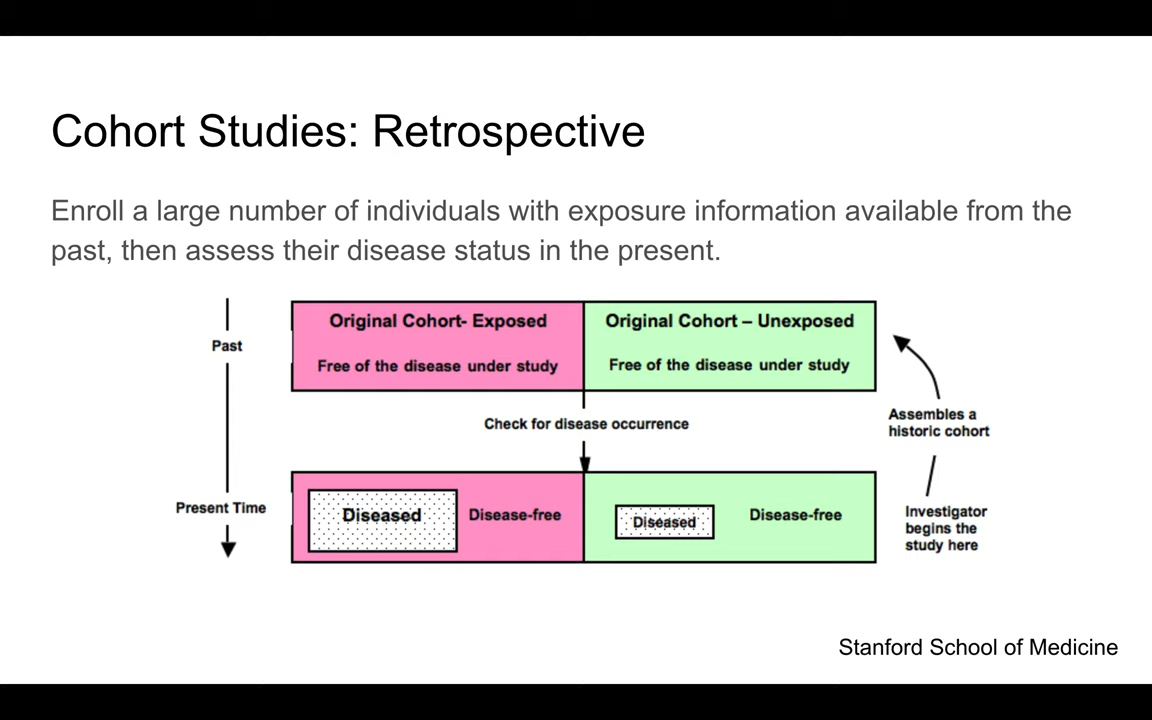 Cohort Studies: Retrospective
Enroll a large number of individuals with exposure information available from the
past, then assess their disease status in the present.
Original Cohort- Exposed
Original Cohort – Unexposed
Past
Free of the disease under study
Free of the disease under study
Check for disease occurrence
Assembles a
historic cohort
Present Time
Diseased
Disease-free
Diseased
Disease-free
Investigator
begins the
study here
Stanford School of Medicine